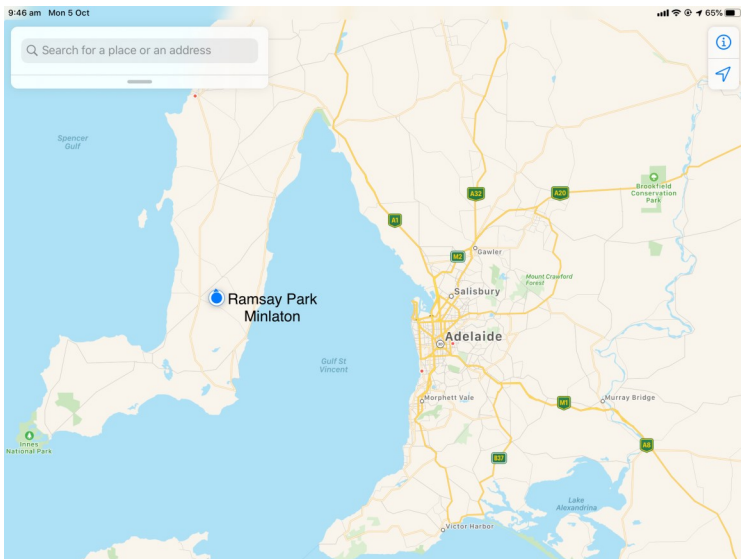 9:46 am Mon 5 Oct
65%
Search for a place or an address
Spencer
Gulf
A32
A20
Brookfield
Conservation
Park
A1
M2
Gawler
Mount Crawford
Forest
Salisbury
Ramsay Park
Minlaton
Adelaide
Gulf St
Vincent
Morphett Vale
M1
Murray Bridge
Innes
National Park
A8
B37
Lake
Alexandrina
Victor Harbor